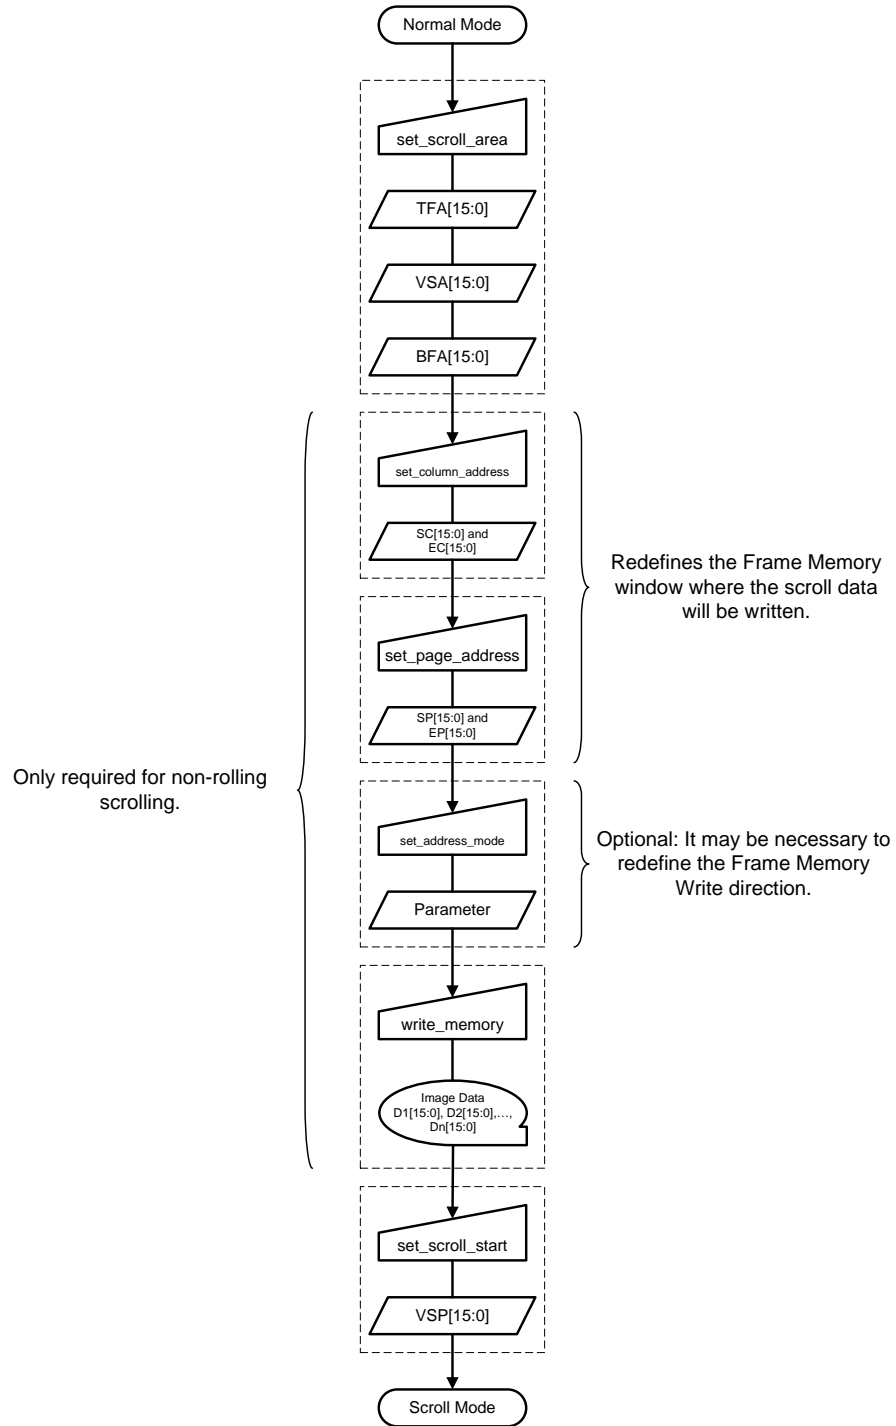 Normal Mode
set_scroll_area
TFA[15:0]
VSA[15:0]
BFA[15:0]
set_column_address
SC[15:0] and
EC[15:0]
Redefines the Frame Memory
window where the scroll data
will be written.
set_page_address
SP[15:0] and
EP[15:0]
Only required for non-rolling
scrolling.
set_address_mode
Optional: It may be necessary to
redefine the Frame Memory
Write direction.
Parameter
write_memory
Image Data
D1[15:0], D2[15:0],…,
Dn[15:0]
set_scroll_start
VSP[15:0]
Scroll Mode